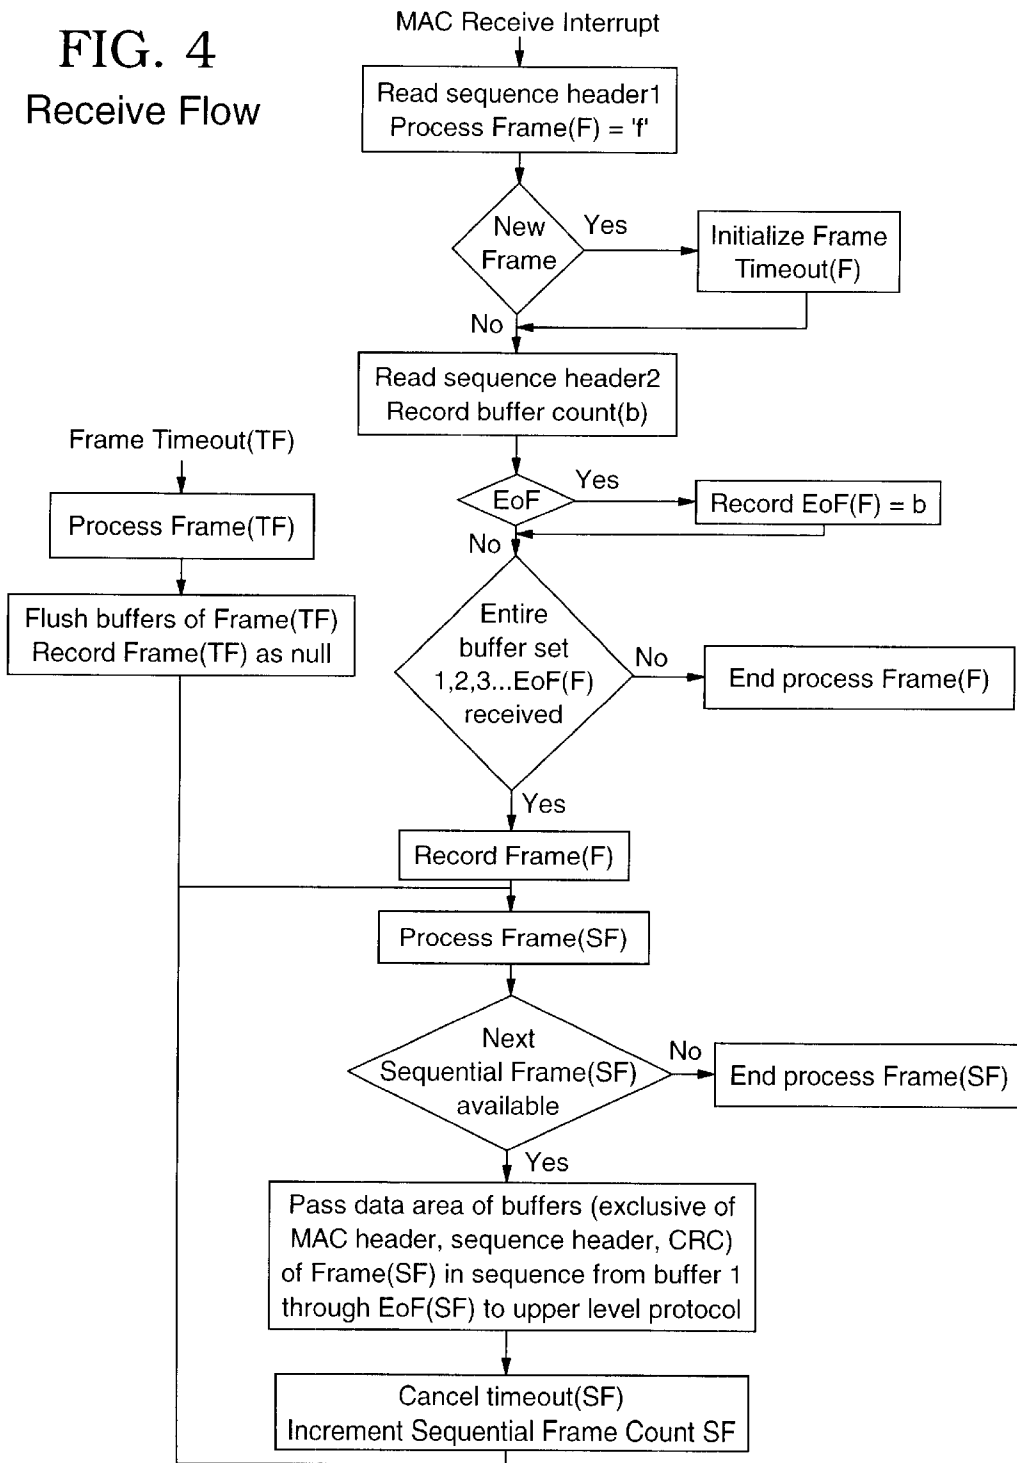 FIG. 4
Receive Flow
MAC Receive Interrupt
Read sequence header1
Process Frame(F) = 'f'
New
Frame
Yes
Initialize Frame
Timeout(F)
No
Read sequence header2
Record buffer count(b)
Frame Timeout(TF)
Process Frame(TF)
Flush buffers of Frame(TF)
Record Frame(TF) as null
EoF
Yes
Record EoF(F) = b
No
Entire
buffer set
1,2,3...EoF(F)
received
No
End process Frame(F)
Yes
Record Frame(F)
Process Frame(SF)
Next
Sequential Frame(SF)
available
No
End process Frame(SF)
Yes
Pass data area of buffers (exclusive of
MAC header, sequence header, CRC)
of Frame(SF) in sequence from buffer 1
through EoF(SF) to upper level protocol
Cancel timeout(SF)
Increment Sequential Frame Count SF